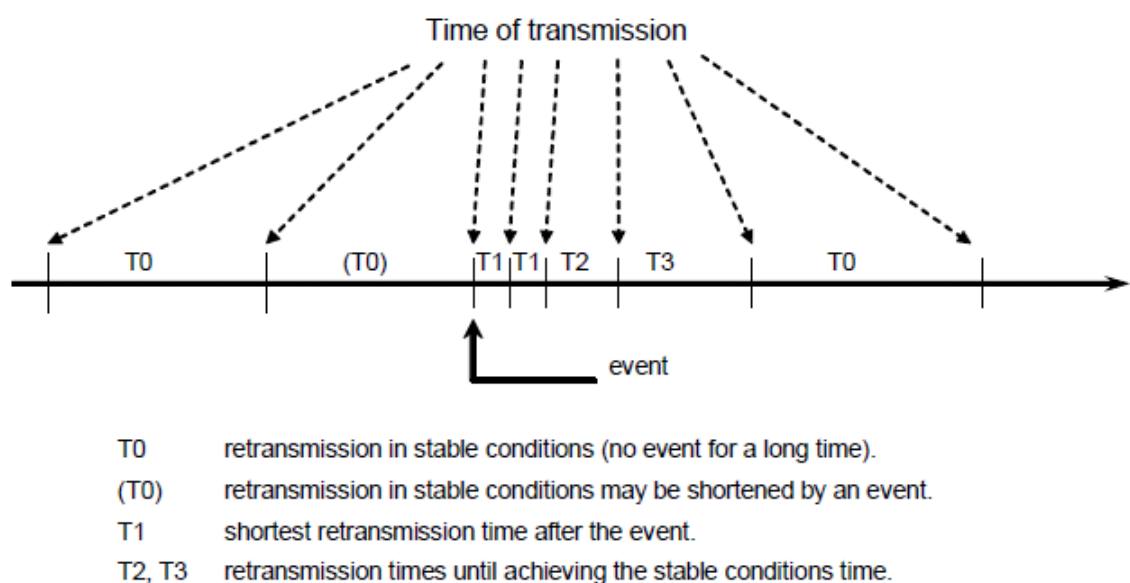 Time of transmission
T0 (T0) T1 T1 T2 T3 T0
event
T0 retransmission in stable conditions (no event for a long time).
(T0) retransmission in stable conditions may be shortened by an event.
T1 shortest retransmission time after the event.
T2, T3 retransmission times until achieving the stable conditions time.